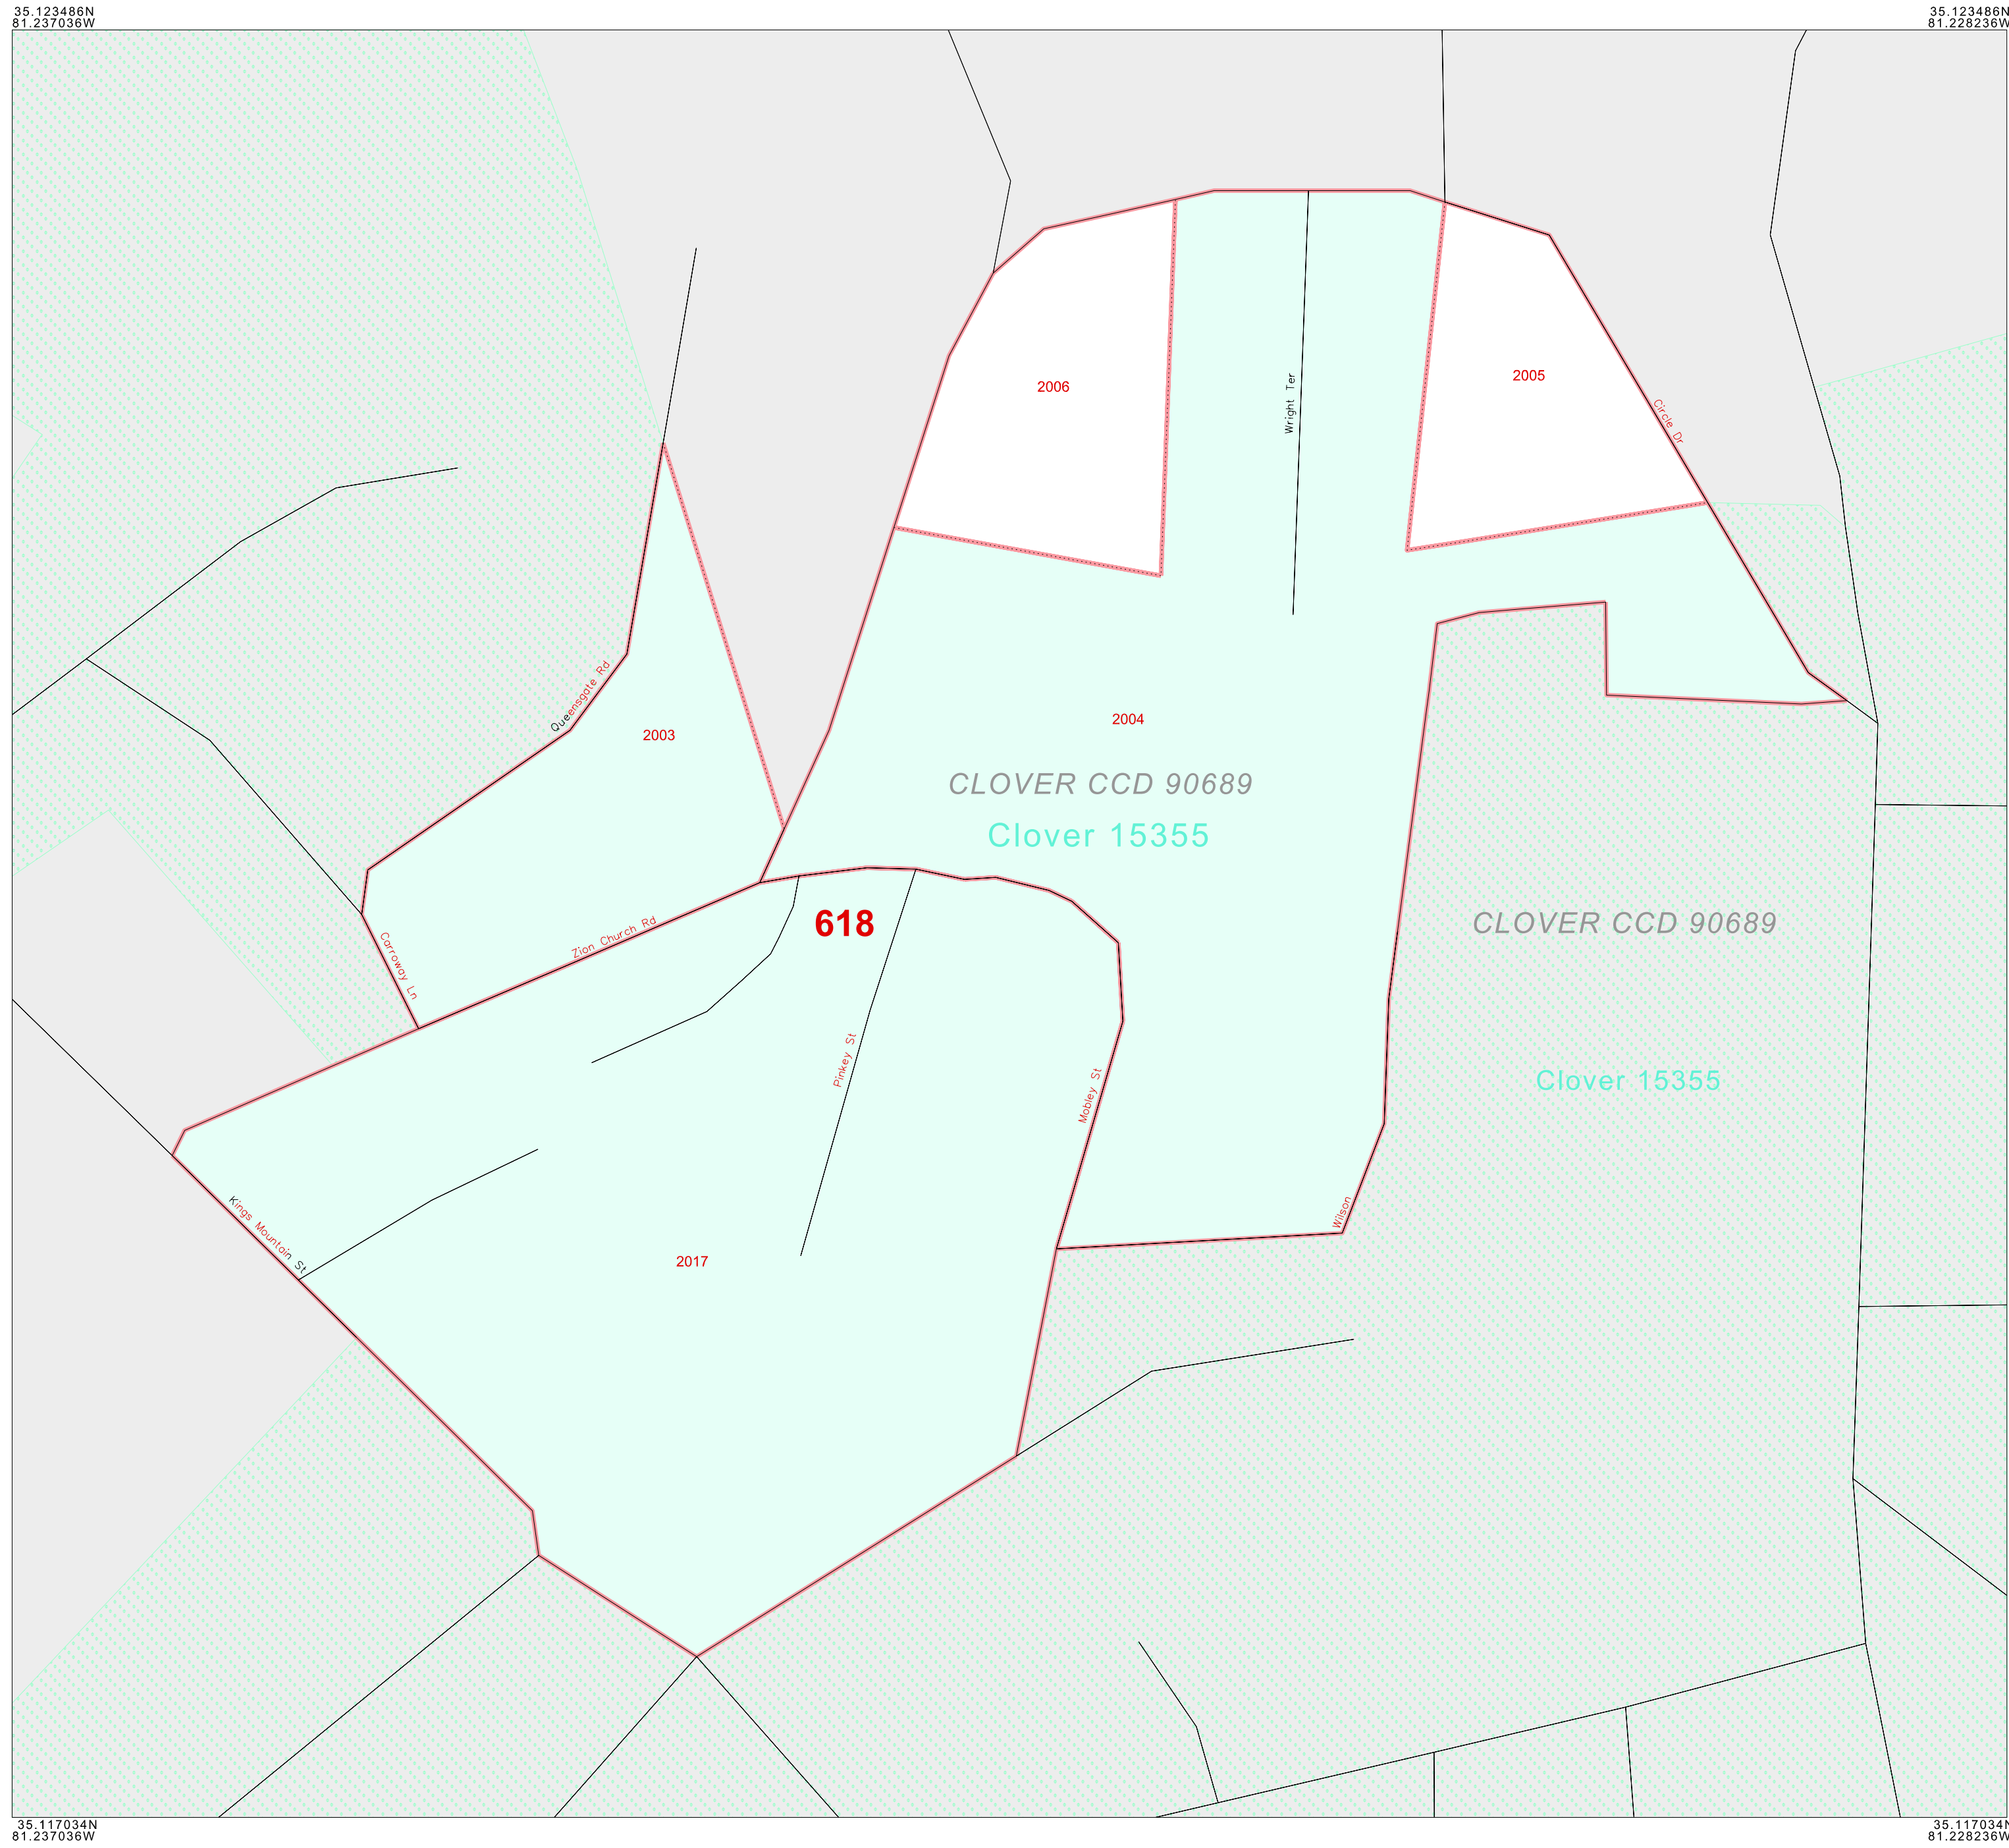 35.123486N
81.237036W
35.123486N
81.228236W
2006
2005
Wright Ter
Circle Dr
Queensgate Rd
2003
2004
CLOVER CCD 90689
Clover 15355
618
CLOVER CCD 90689
Zion Church Rd
Carroway Ln
Pinkey St
Mobley St
Clover 15355
Wilson
Kings Mountain St
2017
35.117034N
81.237036W
35.117034N
81.228236W